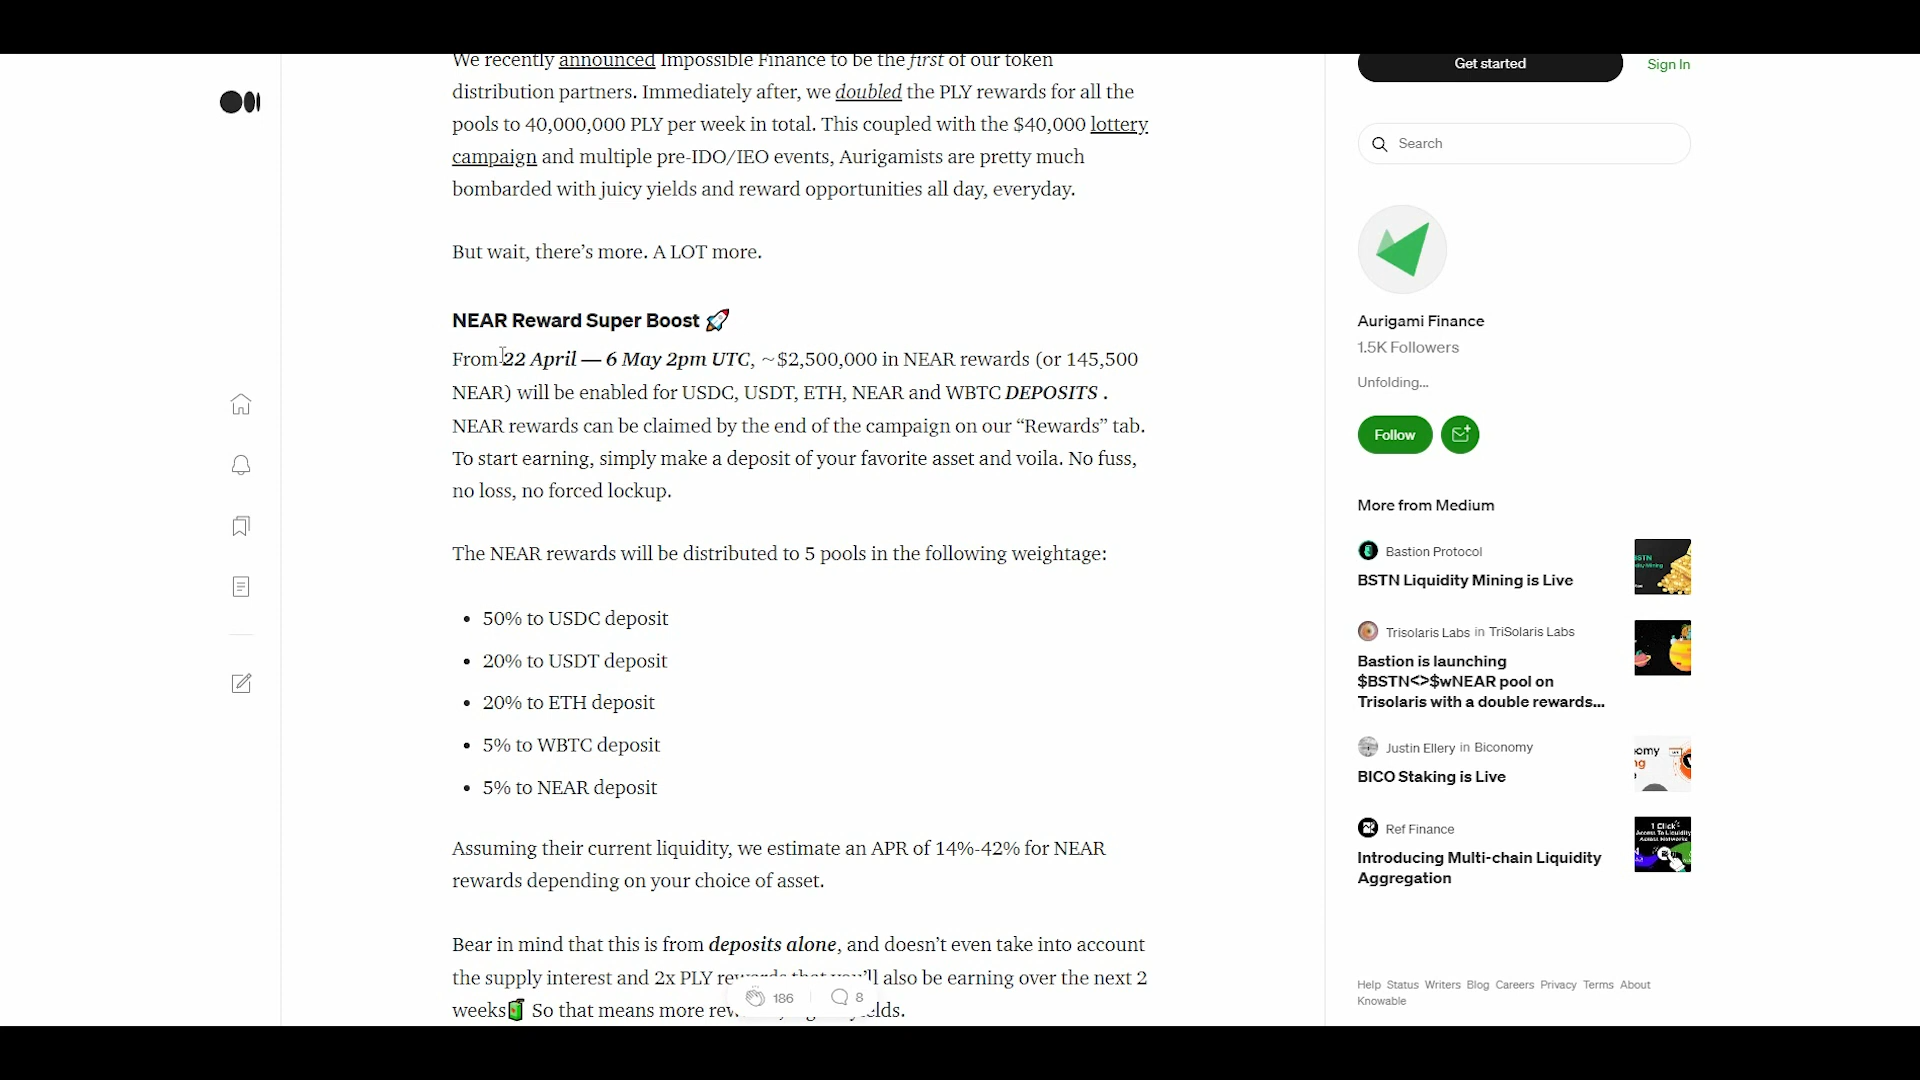 We recently announced Impossible Finance to be the first of our token
distribution partners. Immediately after, we doubled the PLY rewards for all the
pools to 40,000,000 PLY per week in total. This coupled with the $40,000 lottery
campaign and multiple pre-IDO/IEO events, Aurigamists are pretty much
bombarded with juicy yields and reward opportunities all day, everyday.
But wait, there’s more. A LOT more.
NEAR Reward Super Boost 🚀
From 22 April — 6 May 2pm UTC, ~$2,500,000 in NEAR rewards (or 145,500
NEAR) will be enabled for USDC, USDT, ETH, NEAR and WBTC DEPOSITS .
NEAR rewards can be claimed by the end of the campaign on our “Rewards” tab.
To start earning, simply make a deposit of your favorite asset and voila. No fuss,
no loss, no forced lockup.
The NEAR rewards will be distributed to 5 pools in the following weightage:
• 50% to USDC deposit
• 20% to USDT deposit
• 20% to ETH deposit
• 5% to WBTC deposit
• 5% to NEAR deposit
Assuming their current liquidity, we estimate an APR of 14%-42% for NEAR
rewards depending on your choice of asset.
Bear in mind that this is from deposits alone, and doesn’t even take into account
the supply interest and 2x PLY rewards that you’ll also be earning over the next 2
weeks🧃 So that means more
186
8
Get started
Sign In
Search
Aurigami Finance
1.5K Followers
Unfolding...
Follow
More from Medium
Bastion Protocol
BSTN Liquidity Mining is Live
Trisolaris Labs in TriSolaris Labs
Bastion is launching
$BSTN<>$wNEAR pool on
Trisolaris with a double rewards...
Justin Ellery in Biconomy
BICO Staking is Live
Ref Finance
Introducing Multi-chain Liquidity
Aggregation
1 Click
Help Status Writers Blog Careers Privacy Terms About
Knowable